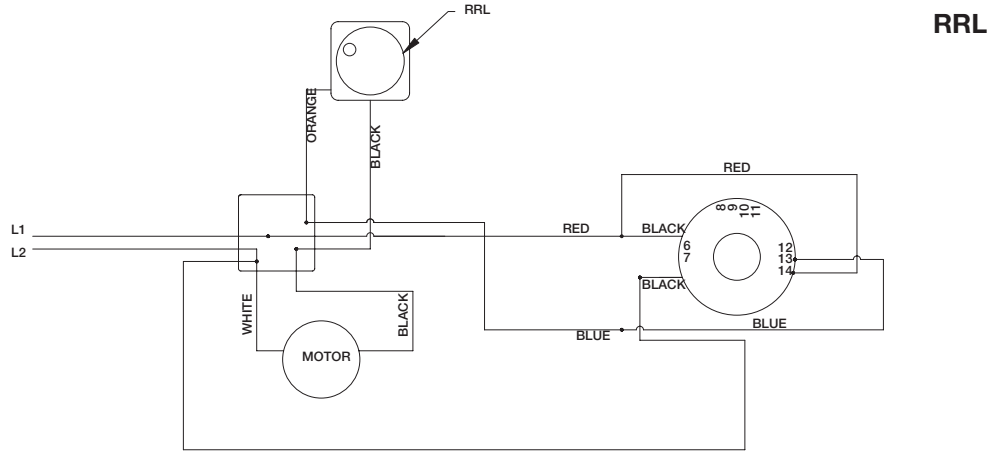 RRL
RRL
ORANGE
BLACK
RED
L1
RED
BLACK
L2
8
9
10
11
6
7
12
13
14
BLACK
WHITE
BLACK
BLUE
BLUE
MOTOR